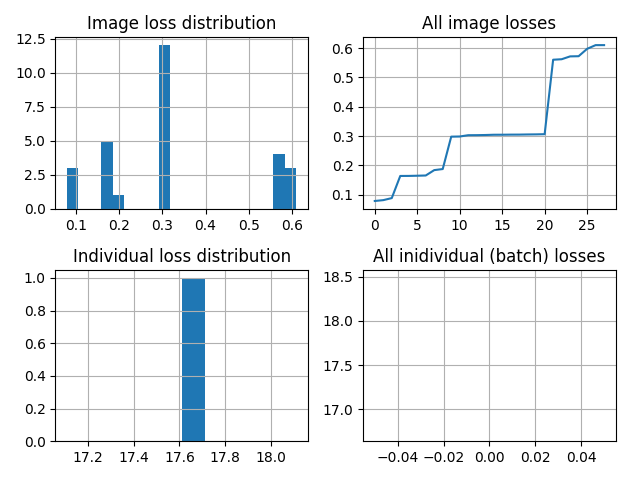 Image loss distribution
12.5
10.0
7.5
5.0
2.5
0.0
0.1 0.2 0.3 0.4 0.5 0.6
All image losses
0.6
0.5
0.4
0.3
0.2
0.1
0 5 10 15 20 25
Individual loss distribution
1.0
0.8
0.6
0.4
0.2
0.0
17.2 17.4 17.6 17.8 18.0
All inidividual (batch) losses
18.5
18.0
17.5
17.0
−0.04 −0.02 0.00 0.02 0.04